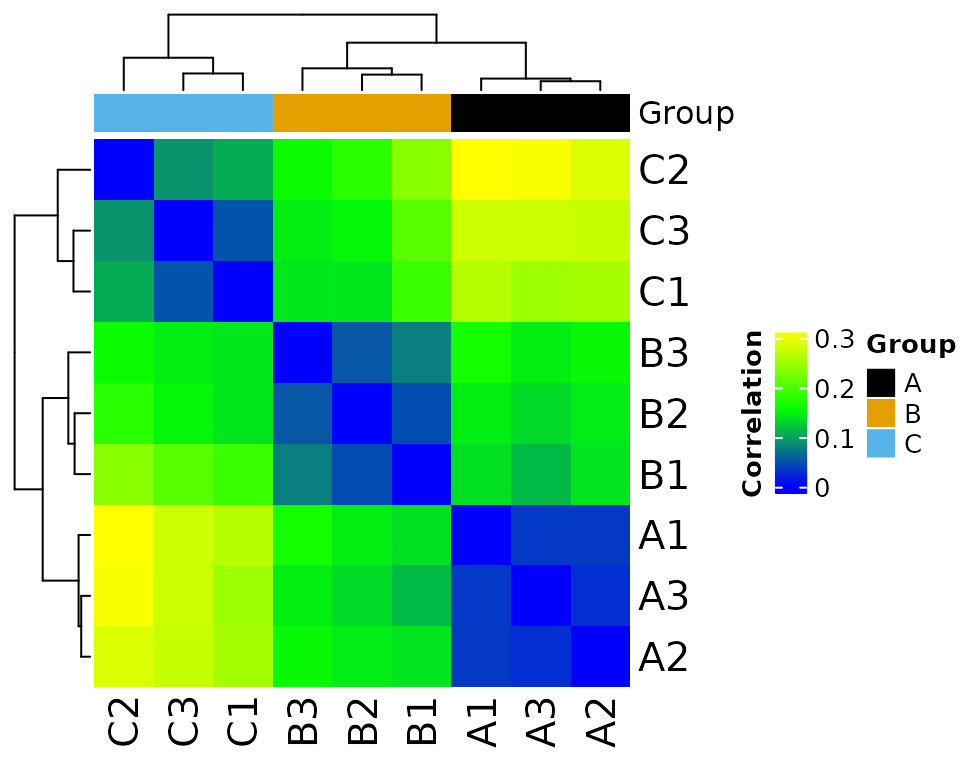 Group
C2
C3
C1
B3
B2
B1
A1
A3
A2
C2 C3 C1 B3 B2 B1 A1 A3 A2
Correlation
0.3
0.2
0.1
0
Group
A
B
C